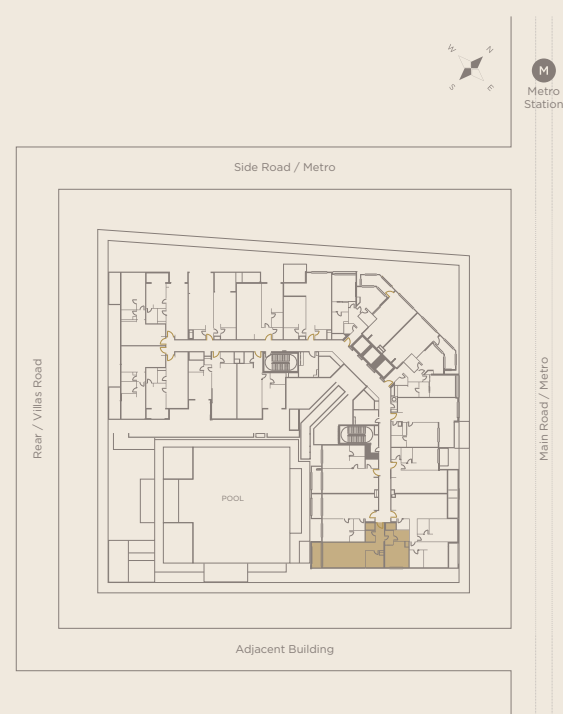 W
N
S
E
M
Metro
Station
Side Road / Metro
Rear / Villas Road
Main Road / Metro
POOL
Adjacent Building